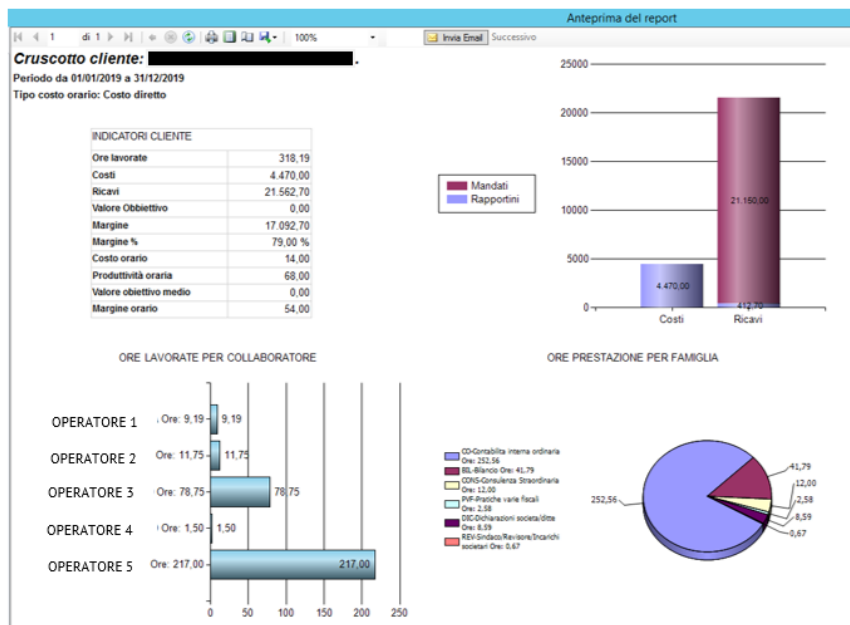 Anteprima del report
1 di 1 100% Invia Email Successivo
Cruscotto cliente: .
Periodo da 01/01/2019 a 31/12/2019
Tipo costo orario: Costo diretto
INDICATORI CLIENTE
Ore lavorate 318,19
Costi 4.470,00
Ricavi 21.562,70
Valore Obbiettivo 0,00
Margine 17.092,70
Margine % 79,00 %
Costo orario 14,00
Produttività oraria 68,00
Valore obiettivo medio 0,00
Margine orario 54,00
Mandati
Rapportini
25000
20000
15000
10000
5000
0
21.150,00
4.470,00
412,70
Costi Ricavi
ORE LAVORATE PER COLLABORATORE
OPERATORE 1 Ore: 9,19 9,19
OPERATORE 2 Ore: 11,75 11,75
OPERATORE 3 Ore: 78,75 78,75
OPERATORE 4 Ore: 1,50 1,50
OPERATORE 5 Ore: 217,00 217,00
0 50 100 150 200 250
ORE PRESTAZIONE PER FAMIGLIA
CO-Contabilita interna ordinaria
Ore: 252,56
BIL-Bilancio Ore: 41,79
CONS-Consulenza Straordinaria
Ore: 12,00
PVF-Pratiche varie fiscali
Ore: 2,58
DIC-Dichiarazioni societa/ditte
Ore: 8,59
REV-Sindaco/Revisore/Incarichi
societari Ore: 0,67
252,56
41,79
12,00
2,58
8,59
0,67